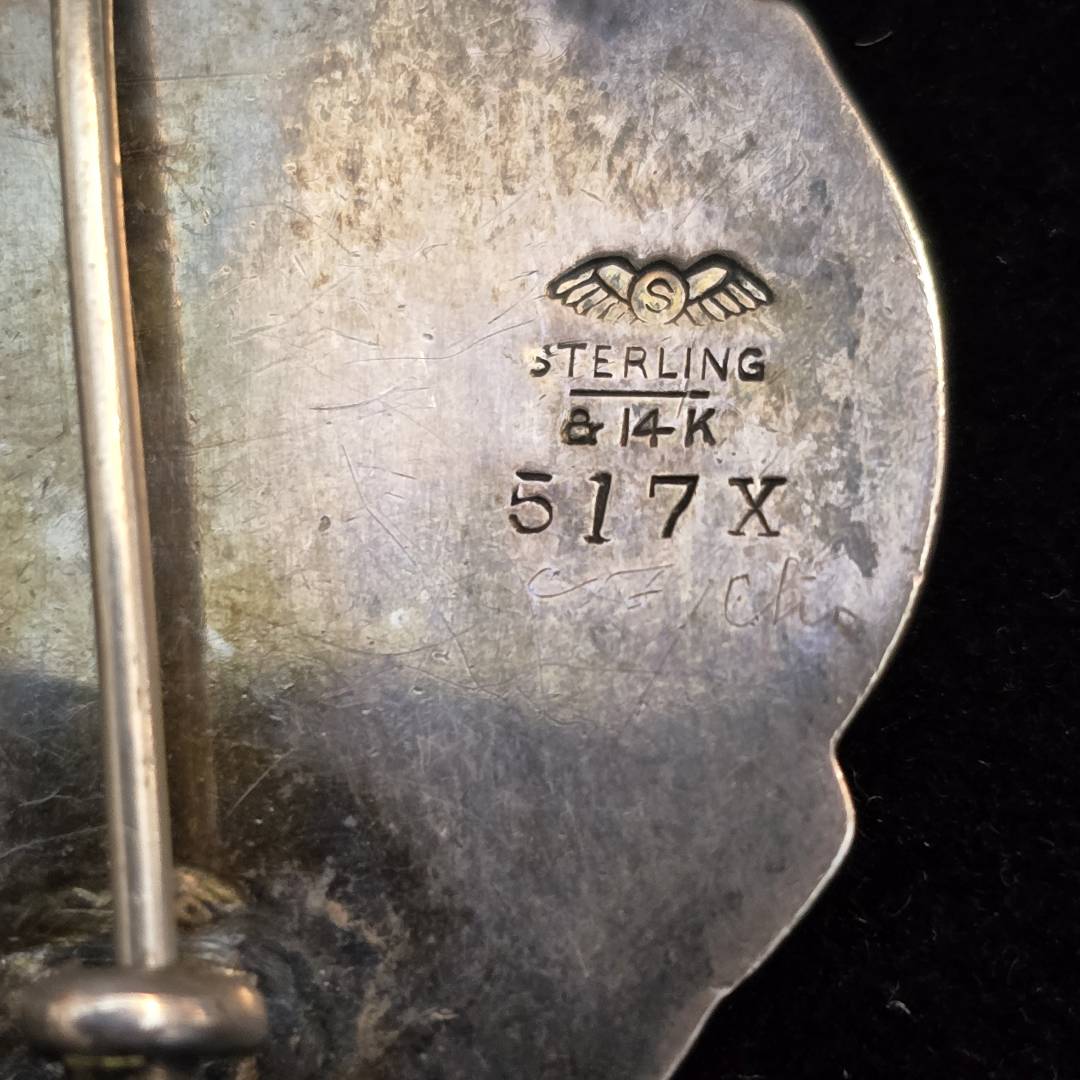 S
STERLING
& 14K
517X